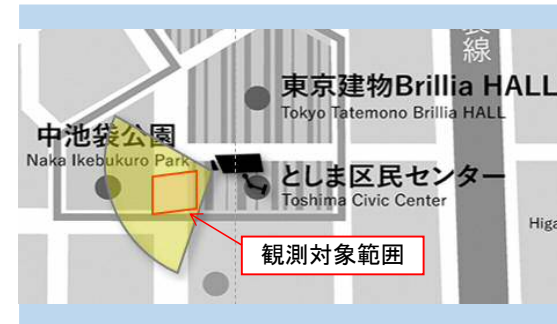 線
東京建物Brillia HALL
Tokyo Tatemono Brillia HALL
中池袋公園
Naka Ikebukuro Park
としま区民センター
Toshima Civic Center
Higa
観測対象範囲